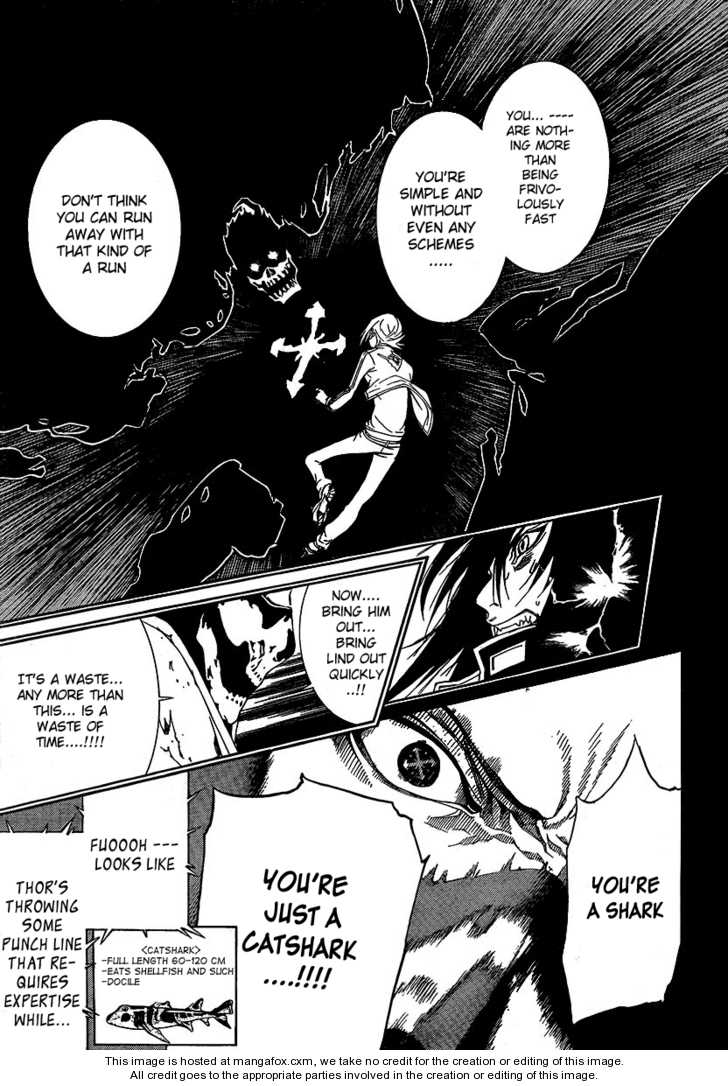 YOU... ----
ARE NOTH-
ING MORE
THAN
BEING
FRIVO-
LOUSLY
FAST
YOU'RE
SIMPLE AND
WITHOUT
EVEN ANY
SCHEMES
.....
DON'T THINK
YOU CAN RUN
AWAY WITH
THAT KIND OF
A RUN
NOW....
BRING HIM
OUT...
BRING
LIND OUT
QUICKLY
..!!
IT'S A WASTE...
ANY MORE THAN
THIS... IS A
WASTE OF
TIME....!!!!
YOU'RE
A SHARK
YOU'RE
JUST A
CATSHARK
....!!!!
FUOOOH ---
LOOKS LIKE
THOR'S
THROWING
SOME
PUNCH LINE
THAT RE-
QUIRES
EXPERTISE
WHILE...
<CATSHARK>
-FULL LENGTH 60-120 CM
-EATS SHELLFISH AND SUCH
-DOCILE
This image is hosted at mangafox.cxm, we take no credit for the creation or editing of this image.
All credit goes to the appropriate parties involved in the creation or editing of this image.